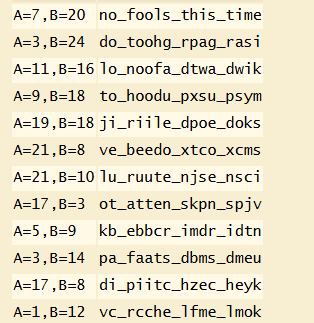 A=7,B=20 no_fools_this_time
A=3,B=24 do_toohg_rpag_rasi
A=11,B=16 lo_noofa_dtwa_dwik
A=9,B=18 to_hoodu_pxsu_psym
A=19,B=18 ji_riile_dpoe_doks
A=21,B=8 ve_beedo_xtco_xcms
A=21,B=10 lu_ruute_njse_nsci
A=17,B=3 ot_atten_skpn_spjv
A=5,B=9 kb_ebbcr_imdr_idtn
A=3,B=14 pa_faats_dbms_dmeu
A=17,B=8 di_piitc_hzec_heyk
A=1,B=12 vc_rcche_lfme_lmok